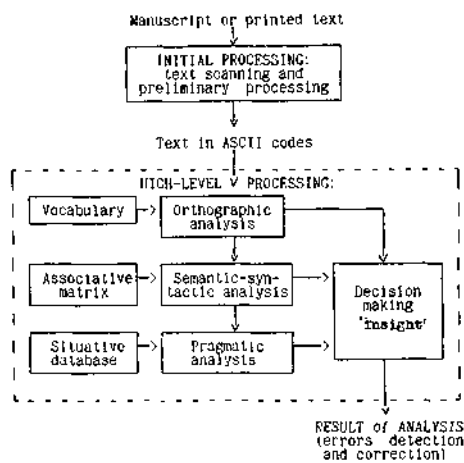 Manuscript or printed text
INITIAL PROCESSING:
text scanning and
preliminary processing
Text in ASCII codes
HIGH-LEVEL PROCESSING:
Vocabulary
Orthographic
analysis
Associative
matrix
Semantic-syn-
tactic analysis
Decision
making
"insight"
Situative
database
Pragmatic
analysis
RESULT of ANALYSIS
(errors detection
and correction)